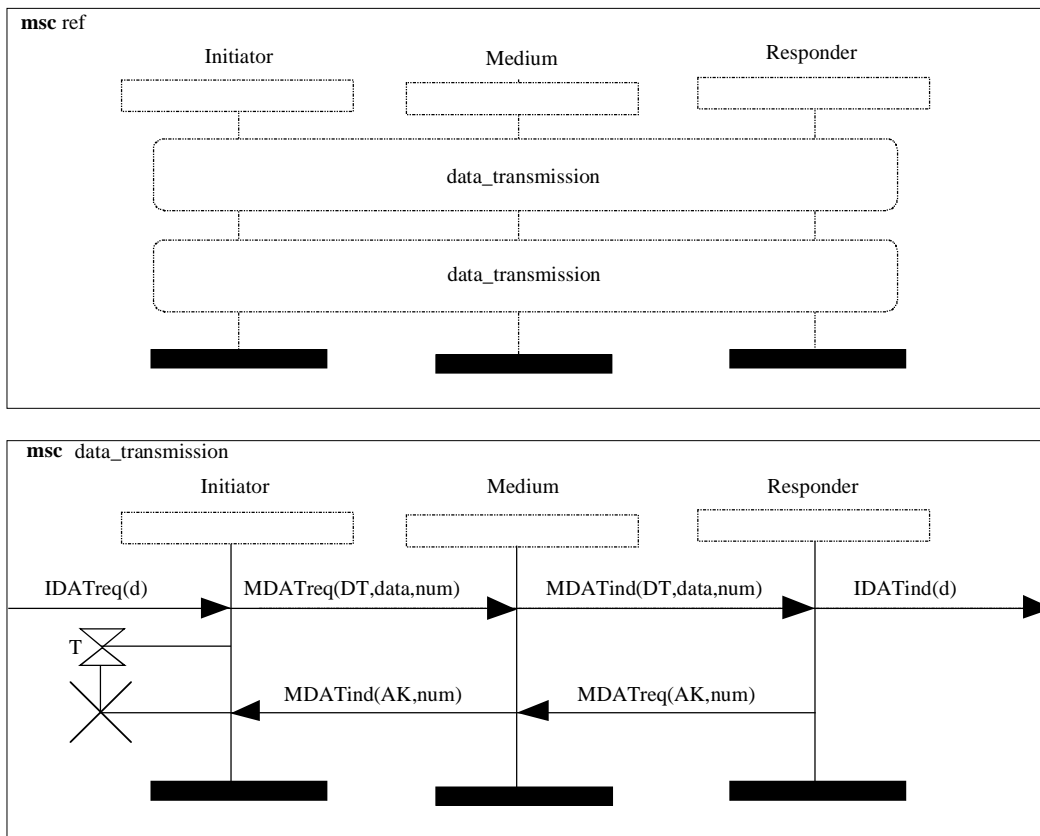 msc ref
Initiator Medium Responder
data_transmission
data_transmission
msc data_transmission
Initiator Medium Responder
IDATreq(d) MDATreq(DT,data,num) MDATind(DT,data,num) IDATind(d)
T
MDATind(AK,num) MDATreq(AK,num)